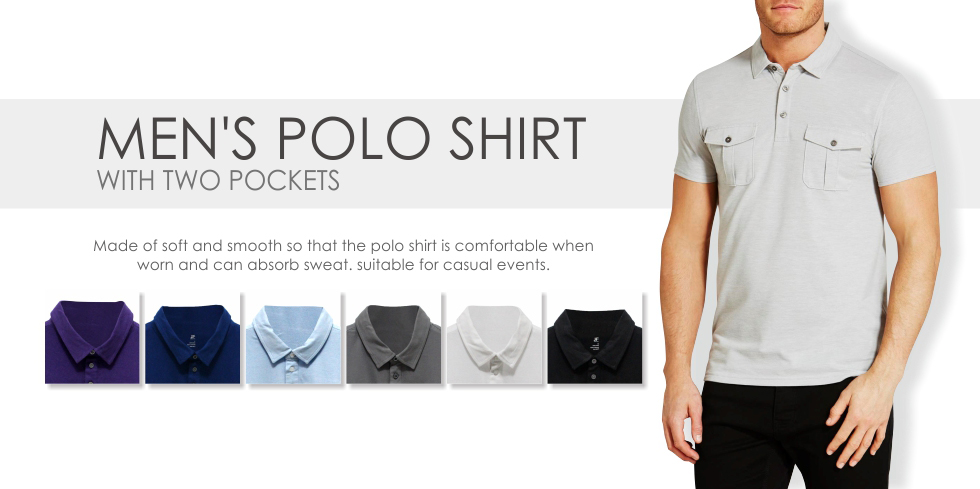 MEN'S POLO SHIRT
WITH TWO POCKETS
Made of soft and smooth so that the polo shirt is comfortable when
worn and can absorb sweat. suitable for casual events.